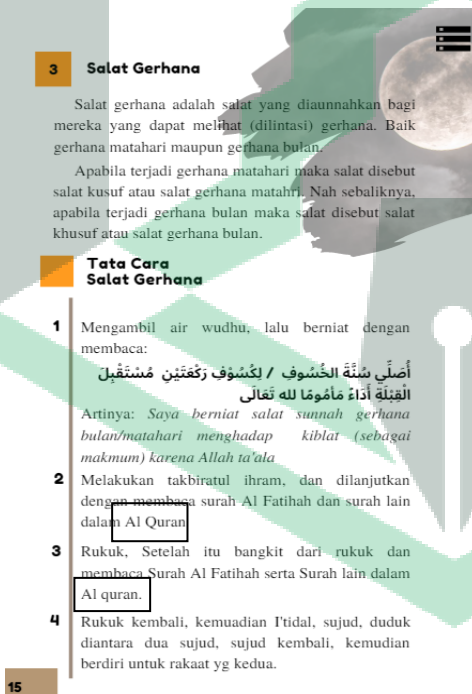 3 Salat Gerhana
Salat gerhana adalah salat yang diaunnahkan bagi
mereka yang dapat melihat (dilintasi) gerhana. Baik
gerhana matahari maupun gerhana bulan.
Apabila terjadi gerhana matahari maka salat disebut
salat kusuf atau salat gerhana matahri. Nah sebaliknya,
apabila terjadi gerhana bulan maka salat disebut salat
khusuf atau salat gerhana bulan.
Tata Cara
Salat Gerhana
1 Mengambil air wudhu, lalu berniat dengan
membaca:
أُصَلِّي سُنَّةَ الخُسُوفِ / لِكُسُوْفِ رَكْعَتَيْنِ مُسْتَقْبِلَ
الْقِبْلَةِ أَدَاءً مَأمُومًا لله تَعَالَى
Artinya: Saya berniat salat sunnah gerhana
bulan/matahari menghadap kiblat (sebagai
makmum) karena Allah ta'ala
2 Melakukan takbiratul ihram, dan dilanjutkan
dengan membaca surah Al Fatihah dan surah lain
dalam Al Quran
3 Rukuk, Setelah itu bangkit dari rukuk dan
membaca Surah Al Fatihah serta Surah lain dalam
Al quran.
4 Rukuk kembali, kemuadian I'tidal, sujud, duduk
diantara dua sujud, sujud kembali, kemudian
berdiri untuk rakaat yg kedua.
15